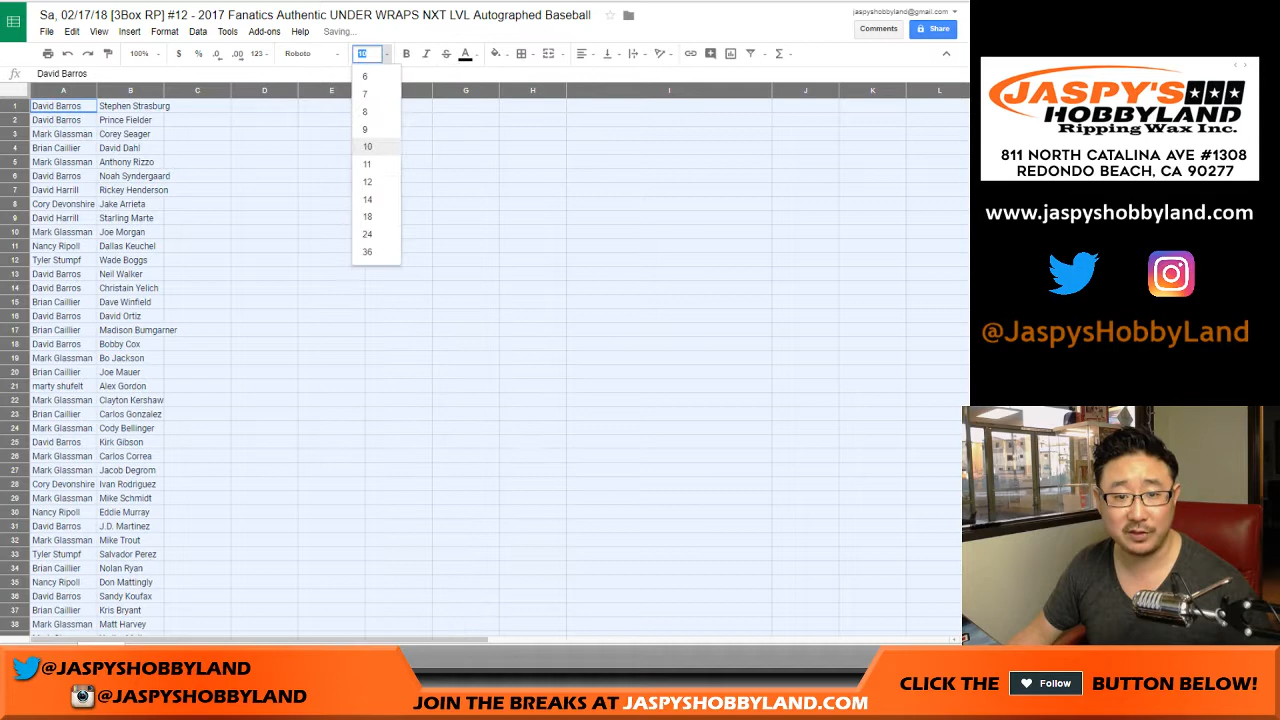 Sa, 02/17/18 [3Box RP] #12 - 2017 Fanatics Authentic UNDER WRAPS NXT LVL Autographed Baseball
jaspyshobbyland@gmail.com
File Edit View Insert Format Data Tools Add-ons Help Saving...
Comments
Share
100% $ % .0 .00 123 Roboto 10 B I S A
fx David Barros
A B C D E G H I J K L
1 David Barros Stephen Strasburg
2 David Barros Prince Fielder
3 Mark Glassman Corey Seager
4 Brian Caillier David Dahl
5 Mark Glassman Anthony Rizzo
6 David Barros Noah Syndergaard
7 David Harrill Rickey Henderson
8 Cory Devonshire Jake Arrieta
9 David Harrill Starling Marte
10 Mark Glassman Joe Morgan
11 Nancy Ripoll Dallas Keuchel
12 Tyler Stumpf Wade Boggs
13 David Barros Neil Walker
14 David Barros Christain Yelich
15 Brian Caillier Dave Winfield
16 David Barros David Ortiz
17 Brian Caillier Madison Bumgarner
18 David Barros Bobby Cox
19 Mark Glassman Bo Jackson
20 Brian Caillier Joe Mauer
21 marty shufelt Alex Gordon
22 Mark Glassman Clayton Kershaw
23 Brian Caillier Carlos Gonzalez
24 Mark Glassman Cody Bellinger
25 David Barros Kirk Gibson
26 Mark Glassman Carlos Correa
27 Mark Glassman Jacob Degrom
28 Cory Devonshire Ivan Rodriguez
29 Mark Glassman Mike Schmidt
30 Nancy Ripoll Eddie Murray
31 David Barros J.D. Martinez
32 Mark Glassman Mike Trout
33 Tyler Stumpf Salvador Perez
34 Brian Caillier Nolan Ryan
35 Nancy Ripoll Don Mattingly
36 David Barros Sandy Koufax
37 Brian Caillier Kris Bryant
38 Mark Glassman Matt Harvey
6
7
8
9
10
11
12
14
18
24
36
JASPY'S
HOBBYLAND
Ripping Wax Inc.
811 NORTH CATALINA AVE #1308
REDONDO BEACH, CA 90277
www.jaspyshobbyland.com
@JaspysHobbyLand
@JASPYSHOBBYLAND
@JASPYSHOBBYLAND
JOIN THE BREAKS AT JASPYSHOBBYLAND.COM
CLICK THE Follow BUTTON BELOW!